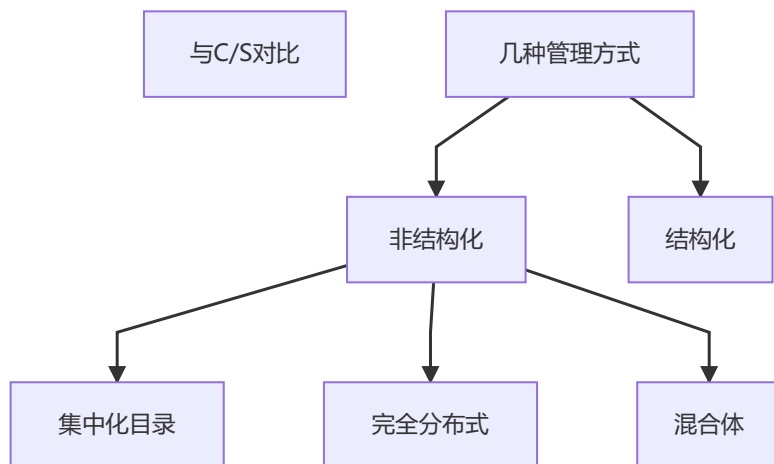 与C/S对比
几种管理方式
非结构化
结构化
集中化目录
完全分布式
混合体